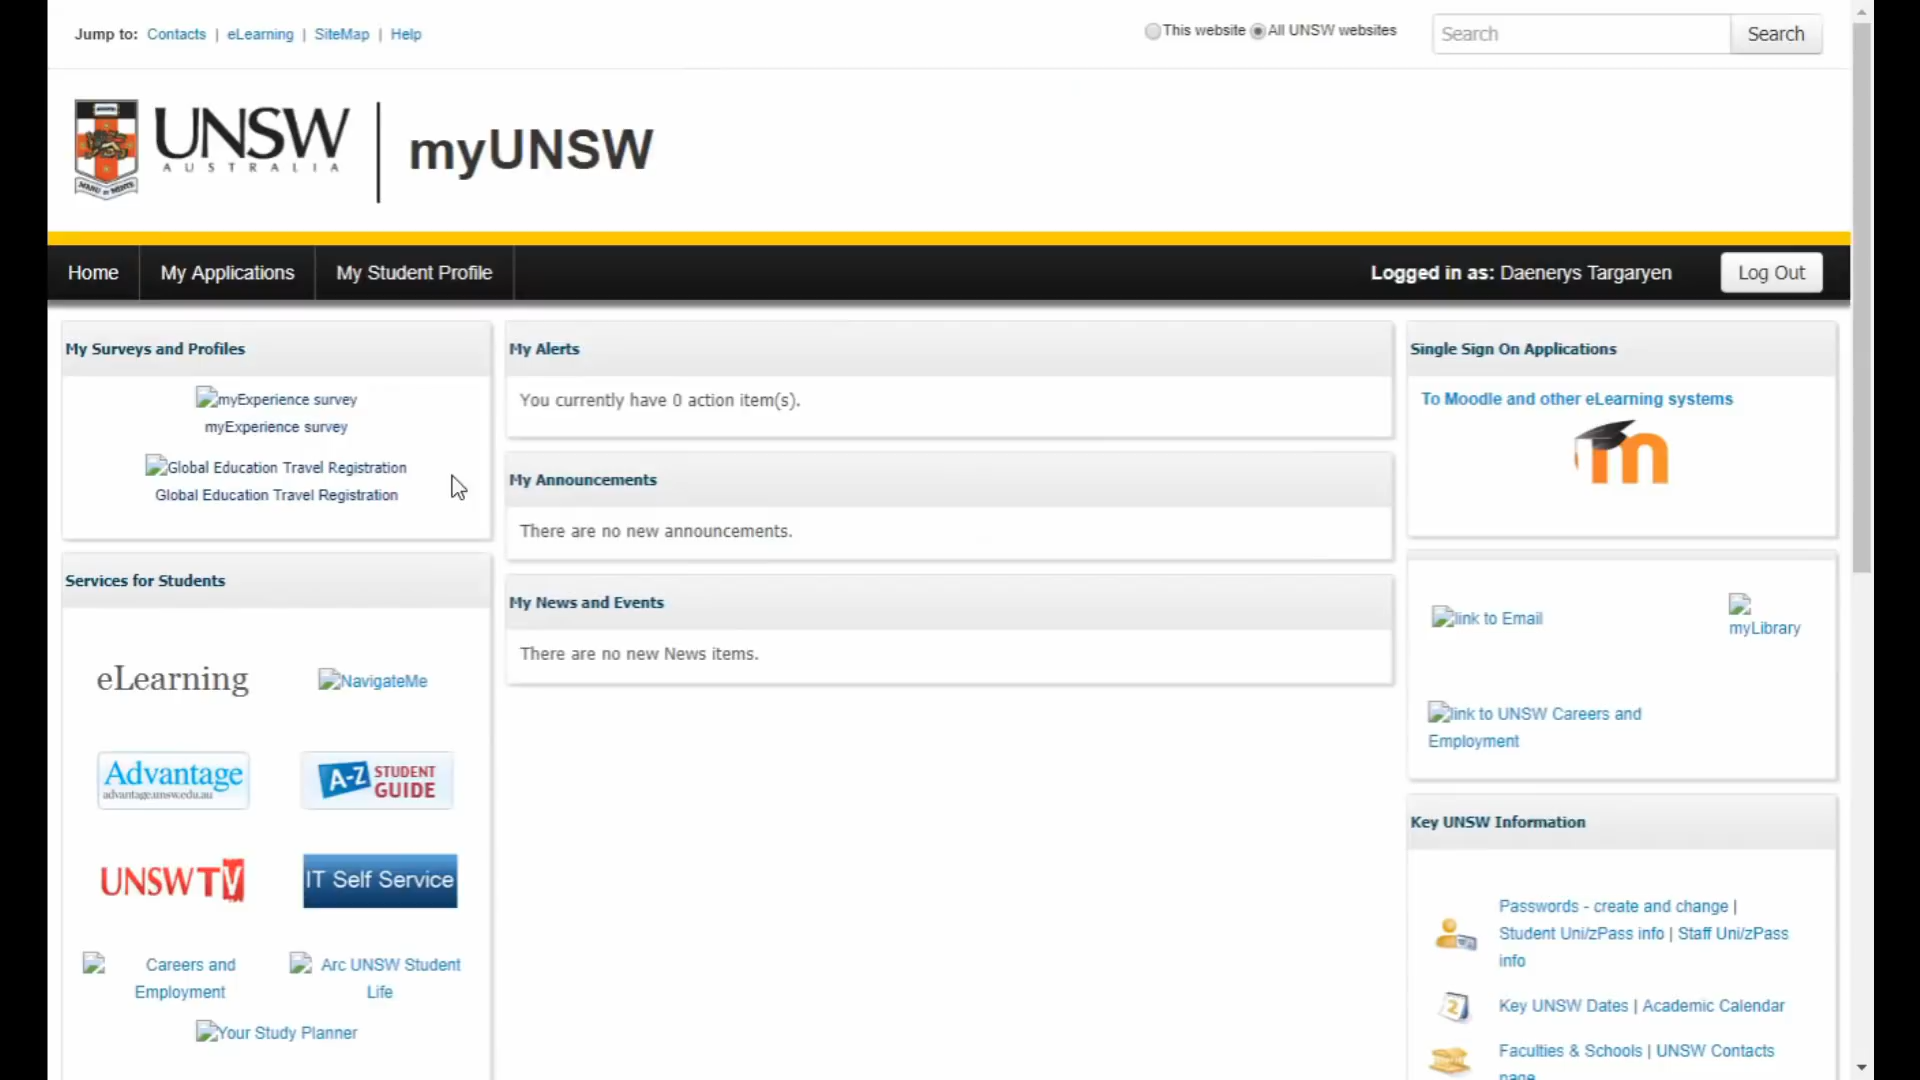 Jump to: Contacts | eLearning | SiteMap | Help
This website All UNSW websites
Search Search
UNSW
AUSTRALIA
MANU ET MENTE
myUNSW
Home My Applications My Student Profile Logged in as: Daenerys Targaryen Log Out
My Surveys and Profiles
myExperience survey
myExperience survey
Global Education Travel Registration
Global Education Travel Registration
Services for Students
eLearning
NavigateMe
Advantage
advantage.unsw.edu.au
A-Z STUDENT
GUIDE
UNSWTV
IT Self Service
Careers and
Employment
Arc UNSW Student
Life
Your Study Planner
My Alerts
You currently have 0 action item(s).
My Announcements
There are no new announcements.
My News and Events
There are no new News items.
Single Sign On Applications
To Moodle and other eLearning systems
m
link to Email
myLibrary
link to UNSW Careers and
Employment
Key UNSW Information
Passwords - create and change |
Student Uni/zPass info | Staff Uni/zPass
info
2
Key UNSW Dates | Academic Calendar
Faculties & Schools | UNSW Contacts
page